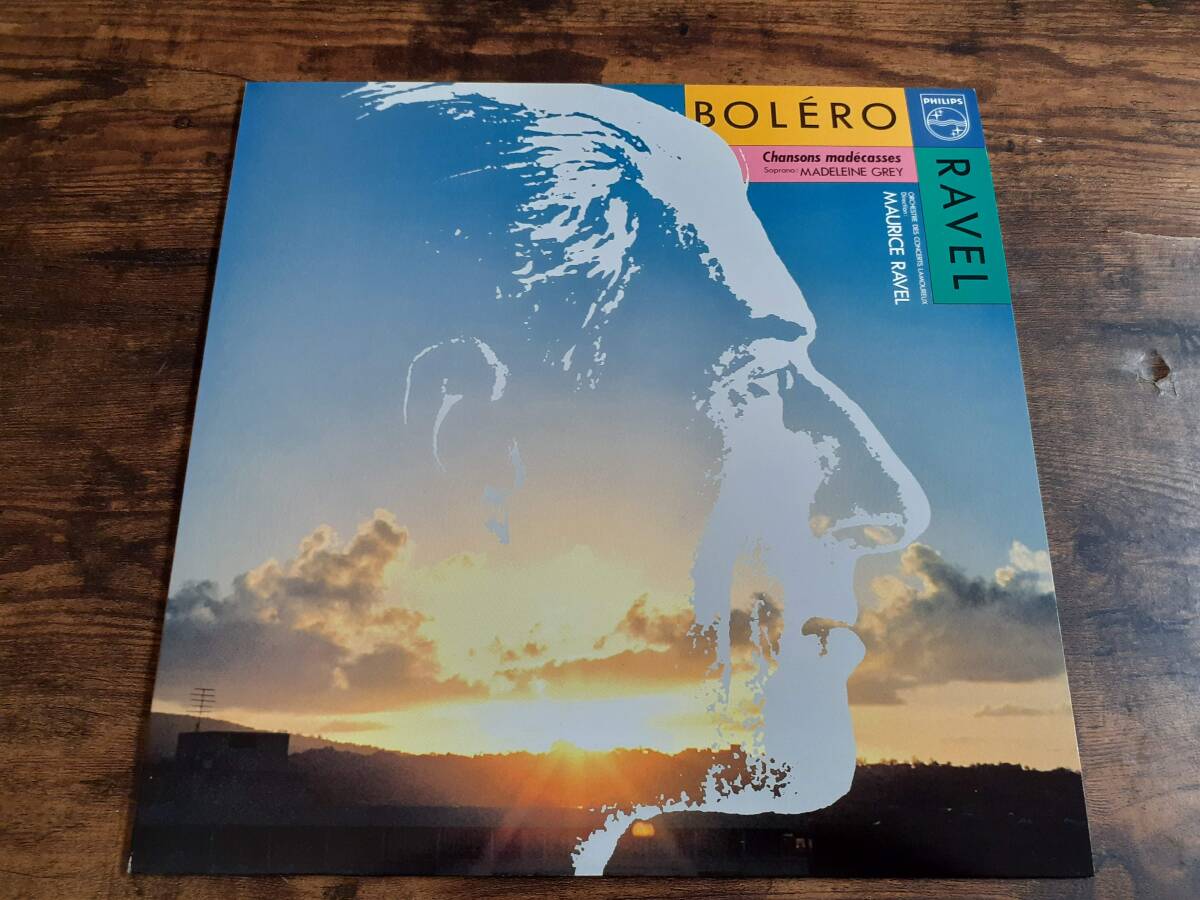 BOLÉRO
PHILIPS
Chansons madécasses
Soprano: MADELEINE GREY
RAVEL
ORCHESTRE DES CONCERTS LAMOUREUX
Direction:
MAURICE RAVEL